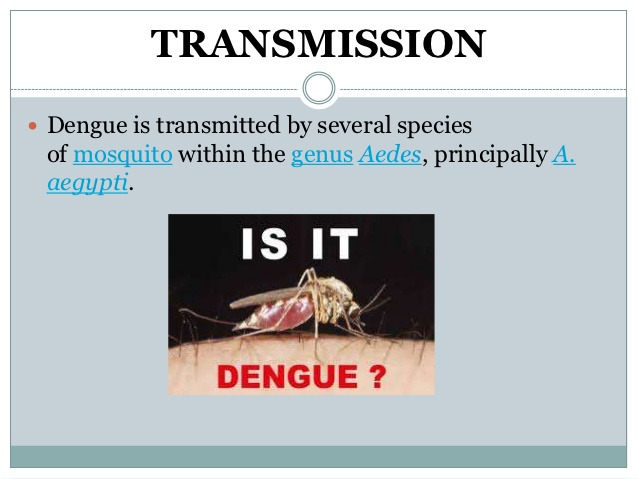 TRANSMISSION
• Dengue is transmitted by several species
of mosquito within the genus Aedes, principally A.
aegypti.
IS IT
DENGUE ?